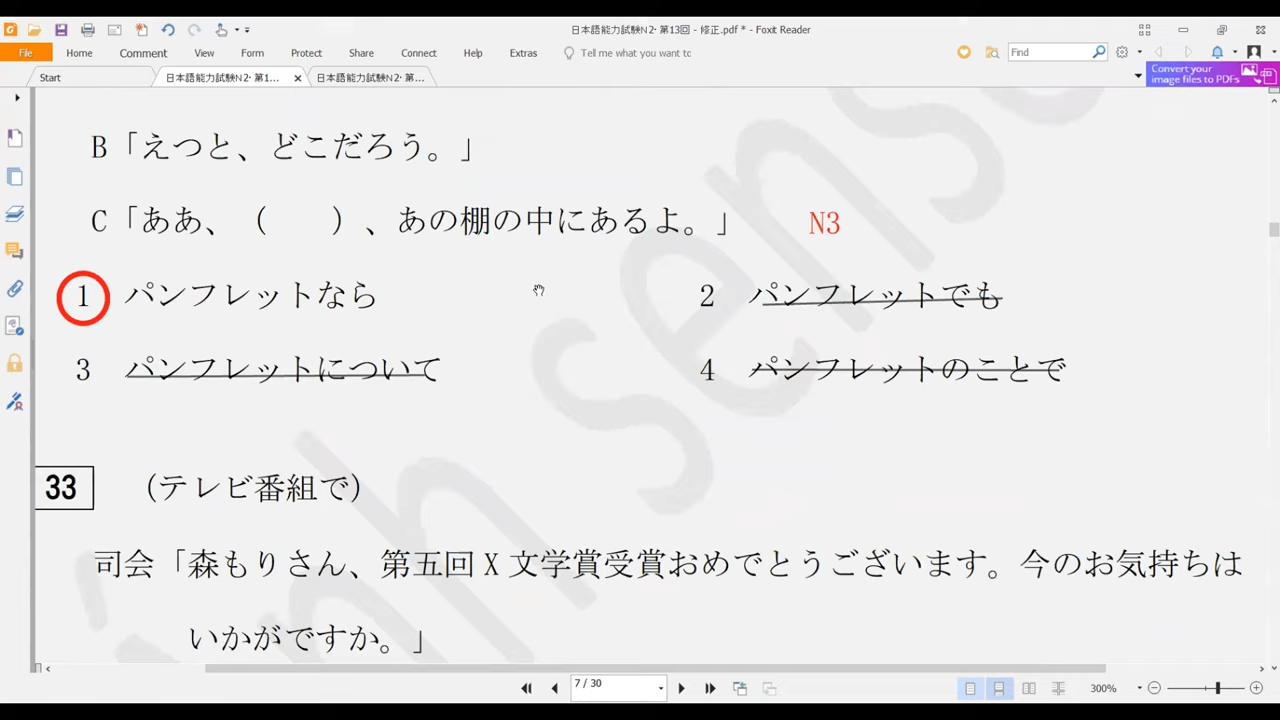 日本語能力試験N2- 第13回 - 修正.pdf * - Foxit Reader
File Home Comment View Form Protect Share Connect Help Extras Tell me what you want to Find
Start 日本語能力試験N2- 第1... 日本語能力試験N2- 第...
Convert your
image files to PDFs
B「えつと、どこだろう。」
C「ああ、（　　）、あの棚の中にあるよ。」 N3
1 パンフレットなら 2 パンフレットでも
3 パンフレットについて 4 パンフレットのことで
33 (テレビ番組で)
司会「森もりさん、第五回 X 文学賞受賞おめでとうございます。今のお気持ちは
いかがですか。」
7 / 30 300%